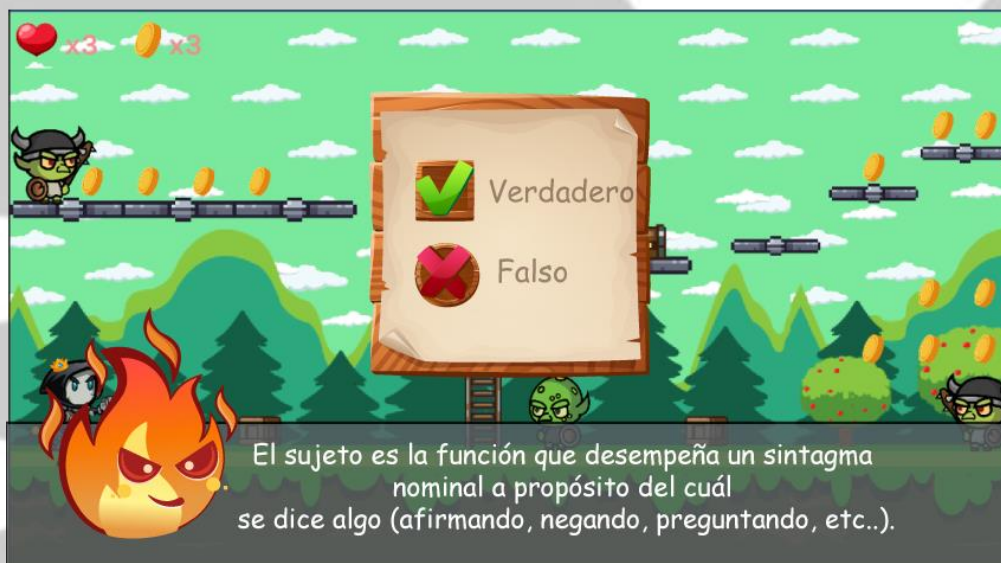 x3 x3
Verdadero
Falso
El sujeto es la función que desempeña un sintagma
nominal a propósito del cuál
se dice algo (afirmando, negando, preguntando, etc..).